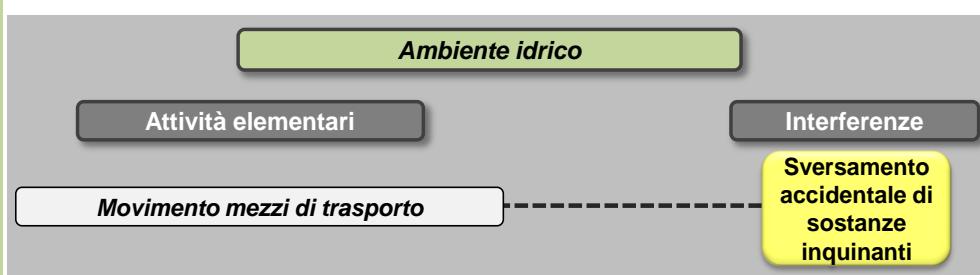 Ambiente idrico
Attività elementari
Interferenze
Movimento mezzi di trasporto
Sversamento
accidentale di
sostanze
inquinanti